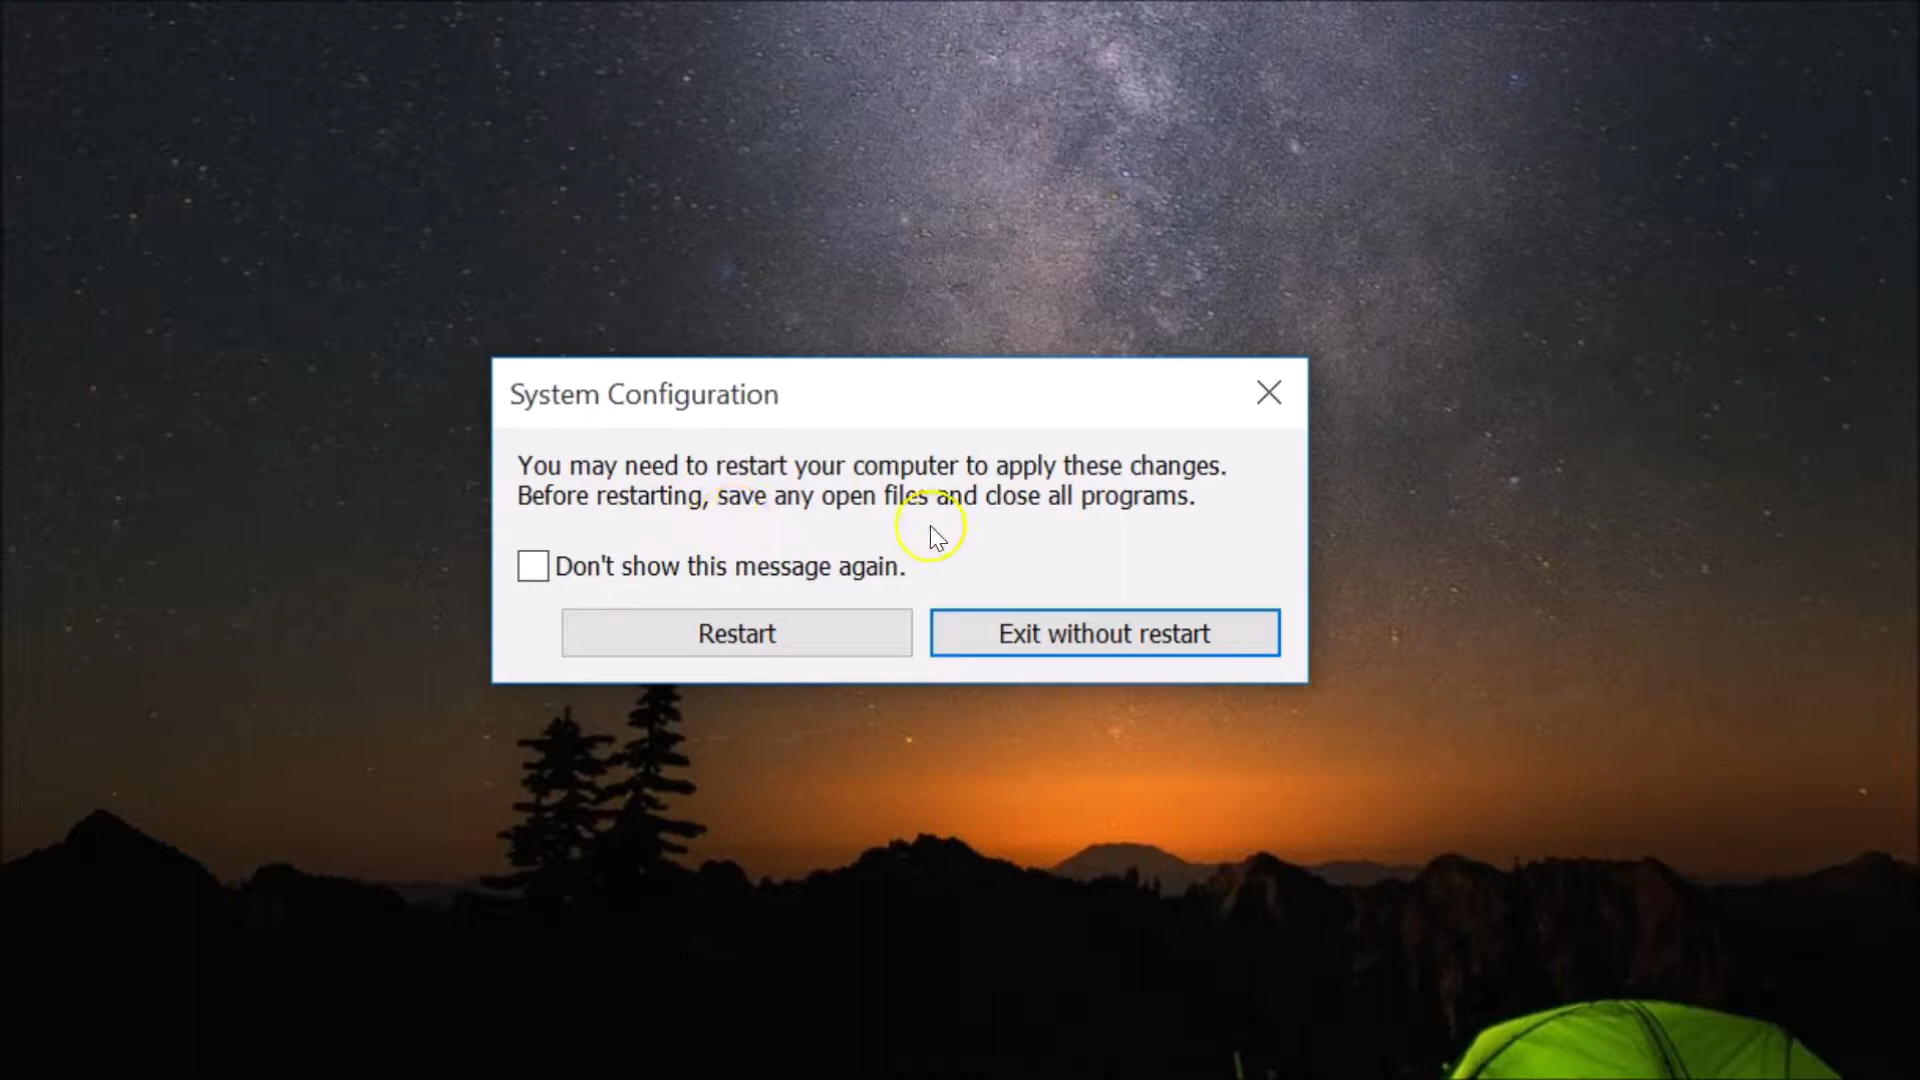 System Configuration
You may need to restart your computer to apply these changes.
Before restarting, save any open files and close all programs.
Don't show this message again.
Restart
Exit without restart